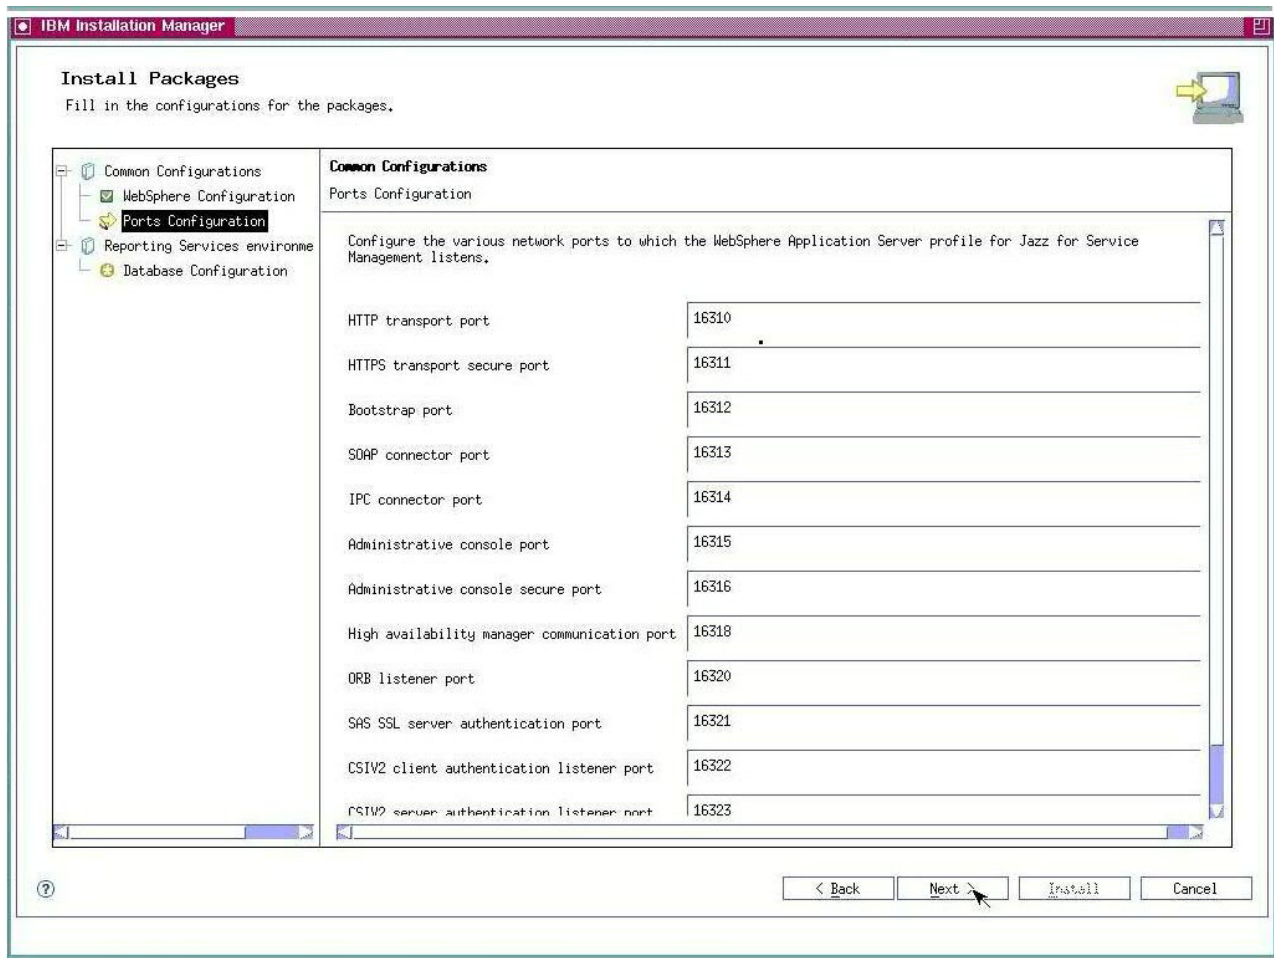 IBM Installation Manager
Install Packages
Fill in the configurations for the packages.
Common Configurations
WebSphere Configuration
Ports Configuration
Reporting Services environme
Database Configuration
Common Configurations
Ports Configuration
Configure the various network ports to which the WebSphere Application Server profile for Jazz for Service
Management listens.
HTTP transport port 16310
HTTPS transport secure port 16311
Bootstrap port 16312
SOAP connector port 16313
IPC connector port 16314
Administrative console port 16315
Administrative console secure port 16316
High availability manager communication port 16318
ORB listener port 16320
SAS SSL server authentication port 16321
CSIV2 client authentication listener port 16322
CSIV2 server authentication listener port 16323
?
< Back
Next >
Install
Cancel